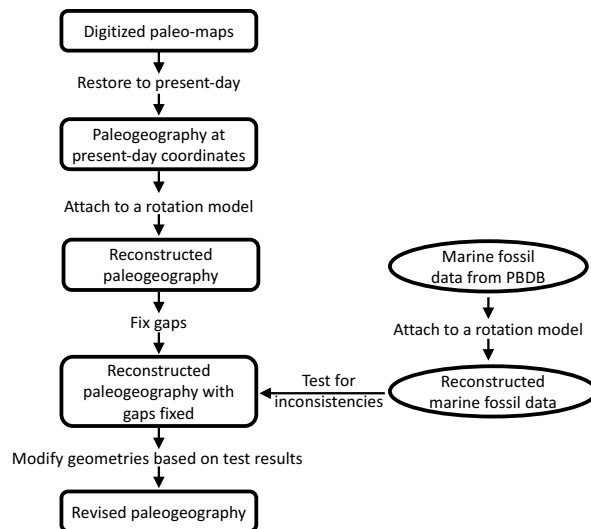 Digitized paleo-maps
Restore to present-day
Paleogeography at
present-day coordinates
Attach to a rotation model
Reconstructed
paleogeography
Fix gaps
Reconstructed
paleogeography with
gaps fixed
Modify geometries based on test results
Revised paleogeography
Marine fossil
data from PBDB
Attach to a rotation model
Reconstructed
marine fossil data
Test for
inconsistencies